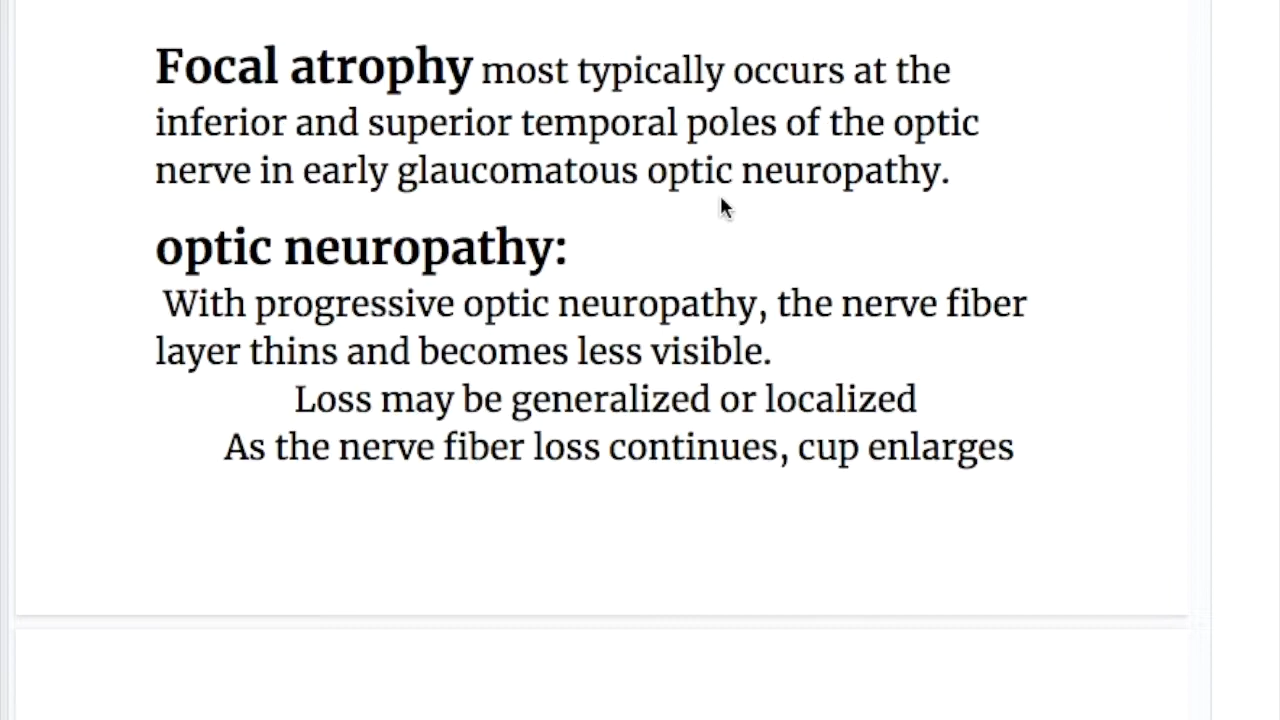 Focal atrophy most typically occurs at the
inferior and superior temporal poles of the optic
nerve in early glaucomatous optic neuropathy.
optic neuropathy:
With progressive optic neuropathy, the nerve fiber
layer thins and becomes less visible.
Loss may be generalized or localized
As the nerve fiber loss continues, cup enlarges